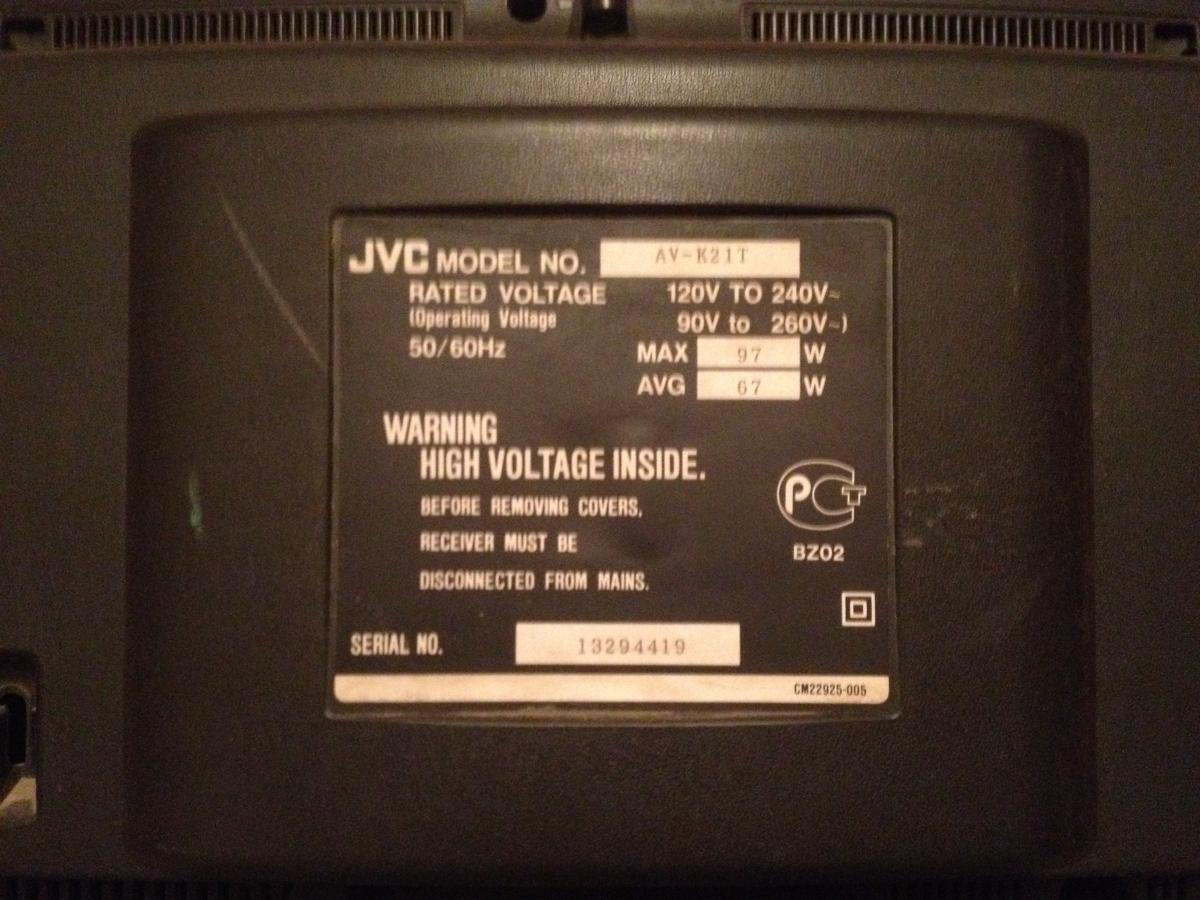 JVC MODEL NO. AV-K21T
RATED VOLTAGE 120V TO 240V~
(Operating Voltage 90V to 260V~)
50/60Hz MAX 97 W
AVG 67 W
WARNING
HIGH VOLTAGE INSIDE.
BEFORE REMOVING COVERS,
RECEIVER MUST BE
DISCONNECTED FROM MAINS.
PCT
BZ02
SERIAL NO. 13294419
CM22925-005